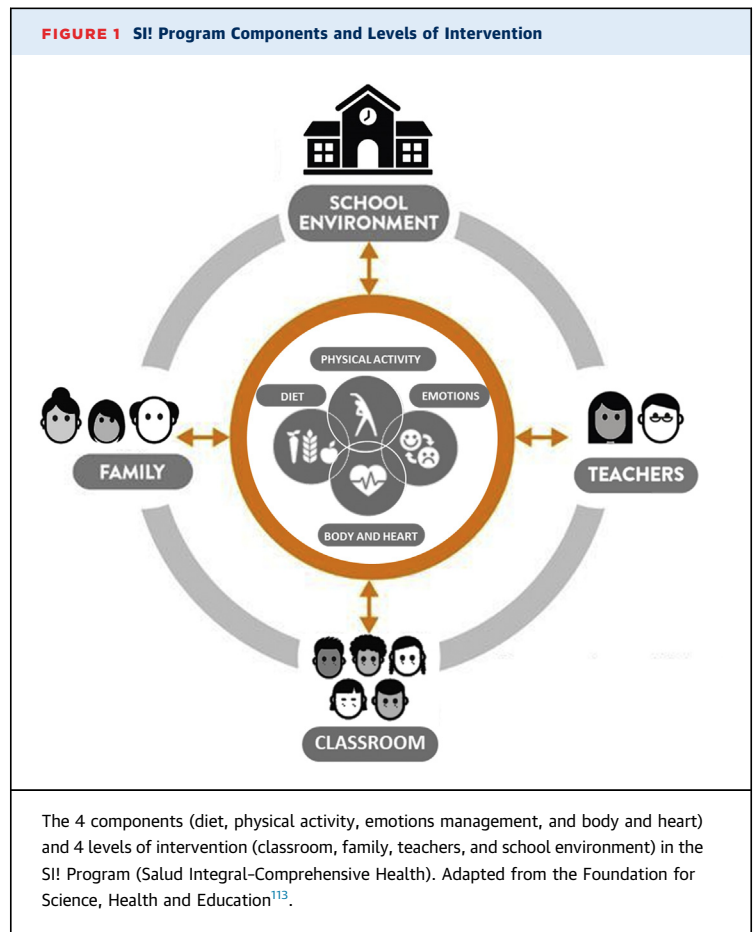 FIGURE 1 SI! Program Components and Levels of Intervention
SCHOOL
ENVIRONMENT
PHYSICAL ACTIVITY
DIET
EMOTIONS
FAMILY
TEACHERS
BODY AND HEART
CLASSROOM
The 4 components (diet, physical activity, emotions management, and body and heart)
and 4 levels of intervention (classroom, family, teachers, and school environment) in the
SI! Program (Salud Integral-Comprehensive Health). Adapted from the Foundation for
Science, Health and Education113.